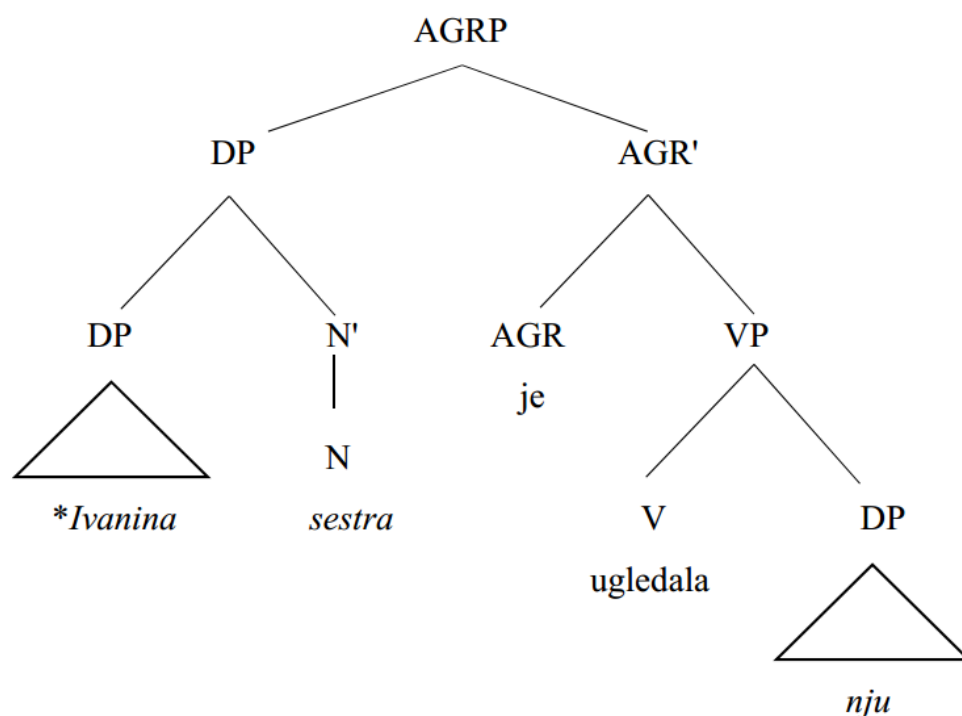 AGRP
DP AGR'
DP N' AGR VP
je
N
*Ivanina sestra V DP
ugledala
nju